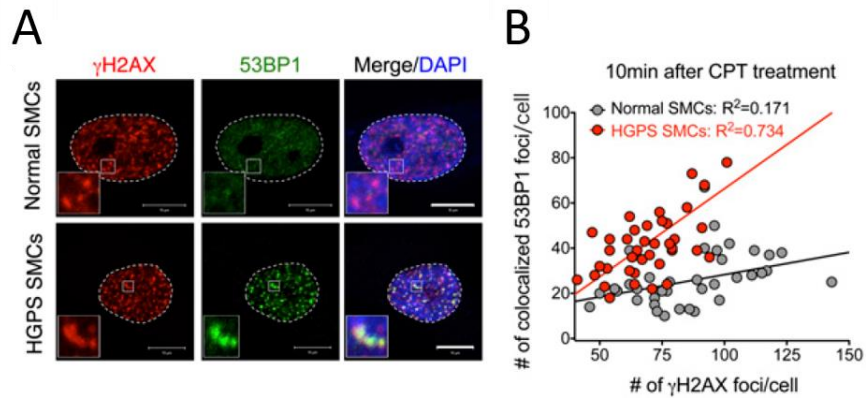 A
γH2AX
53BP1
Merge/DAPI
Normal SMCs
HGPS SMCs
B
10min after CPT treatment
Normal SMCs: R²=0.171
HGPS SMCs: R²=0.734
# of colocalized 53BP1 foci/cell
100
80
60
40
20
0
50
75
100
125
150
# of γH2AX foci/cell